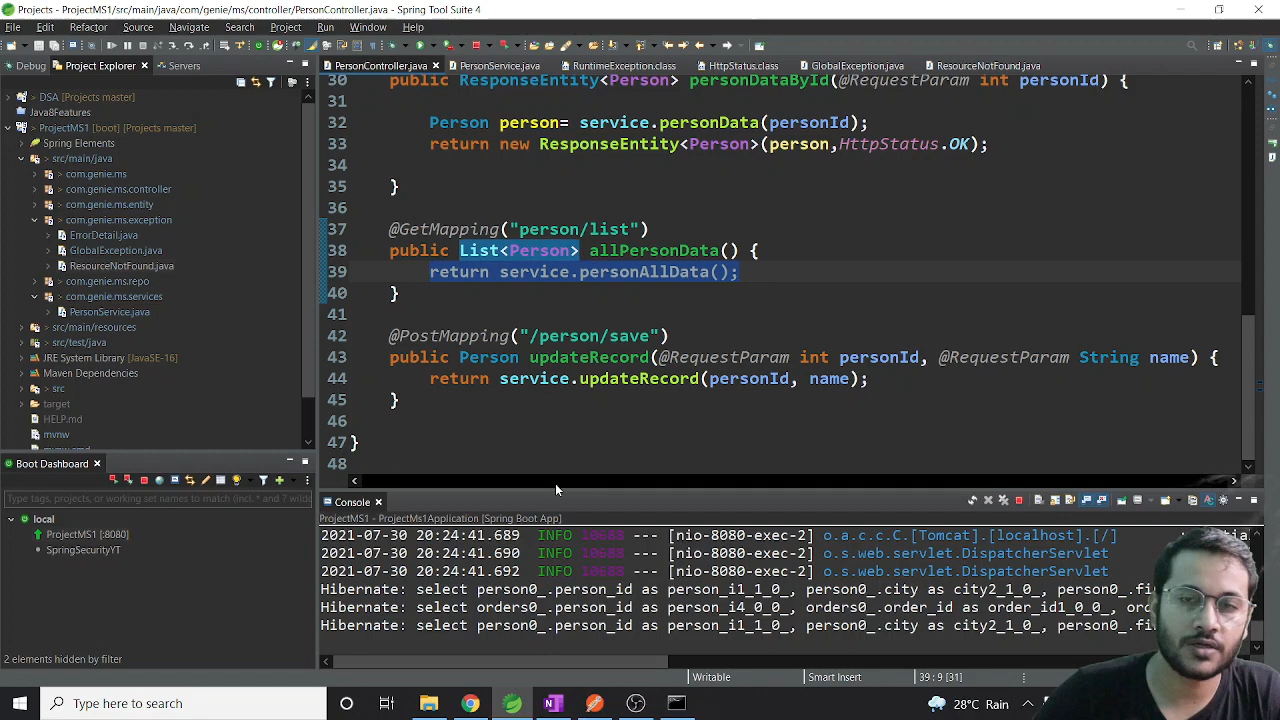 Projects - ProjectMS1/src/main/java/com/genie/ms/controller/PersonController.java - Spring Tool Suite 4
File Edit Refactor Source Navigate Search Project Run Window Help
Debug Project Explorer Servers
DSA [Projects master]
Java8Features
ProjectMS1 [boot] [Projects master]
Spring Elements
src/main/java
com.genie.ms
com.genie.ms.controller
com.genie.ms.entity
com.genie.ms.exception
ErrorDetail.java
GlobalException.java
ResourceNotFound.java
com.genie.ms.repo
com.genie.ms.services
PersonService.java
src/main/resources
src/test/java
JRE System Library [JavaSE-16]
Maven Dependencies
src
target
HELP.md
mvnw
PersonController.java PersonService.java RuntimeException.class HttpStatus.class GlobalException.java ResourceNotFound.java
30 public ResponseEntity<Person> personDataById(@RequestParam int personId) {
31
32 Person person= service.personData(personId);
33 return new ResponseEntity<Person>(person,HttpStatus.OK);
34
35 }
36
37 @GetMapping("person/list")
38 public List<Person> allPersonData() {
39 return service.personAllData();
40 }
41
42 @PostMapping("/person/save")
43 public Person updateRecord(@RequestParam int personId, @RequestParam String name) {
44 return service.updateRecord(personId, name);
45 }
46
47 }
48
Boot Dashboard
Type tags, projects, or working set names to match (incl. * and ? wild
local
ProjectMS1 [:8080]
SpringSecurityYT
2 elements hidden by filter
Console
ProjectMS1 - ProjectMs1Application [Spring Boot App]
2021-07-30 20:24:41.689 INFO 10683 --- [nio-8080-exec-2] o.a.c.c.C.[Tomcat].[localhost].[/]
2021-07-30 20:24:41.690 INFO 10683 --- [nio-8080-exec-2] o.s.web.servlet.DispatcherServlet
2021-07-30 20:24:41.692 INFO 10683 --- [nio-8080-exec-2] o.s.web.servlet.DispatcherServlet
Hibernate: select person0_.person_id as person_i1_1_0_, person0_.city as city2_1_0_, person0_.fi
Hibernate: select orders0_.person_id as person_i4_0_0_, orders0_.order_id as order_id1_0_0_, or
Hibernate: select person0_.person_id as person_i1_1_0_, person0_.city as city2_1_0_, person0_.fi
Writable Smart Insert 39 : 9 [31]
Type here to search
28°C Rain